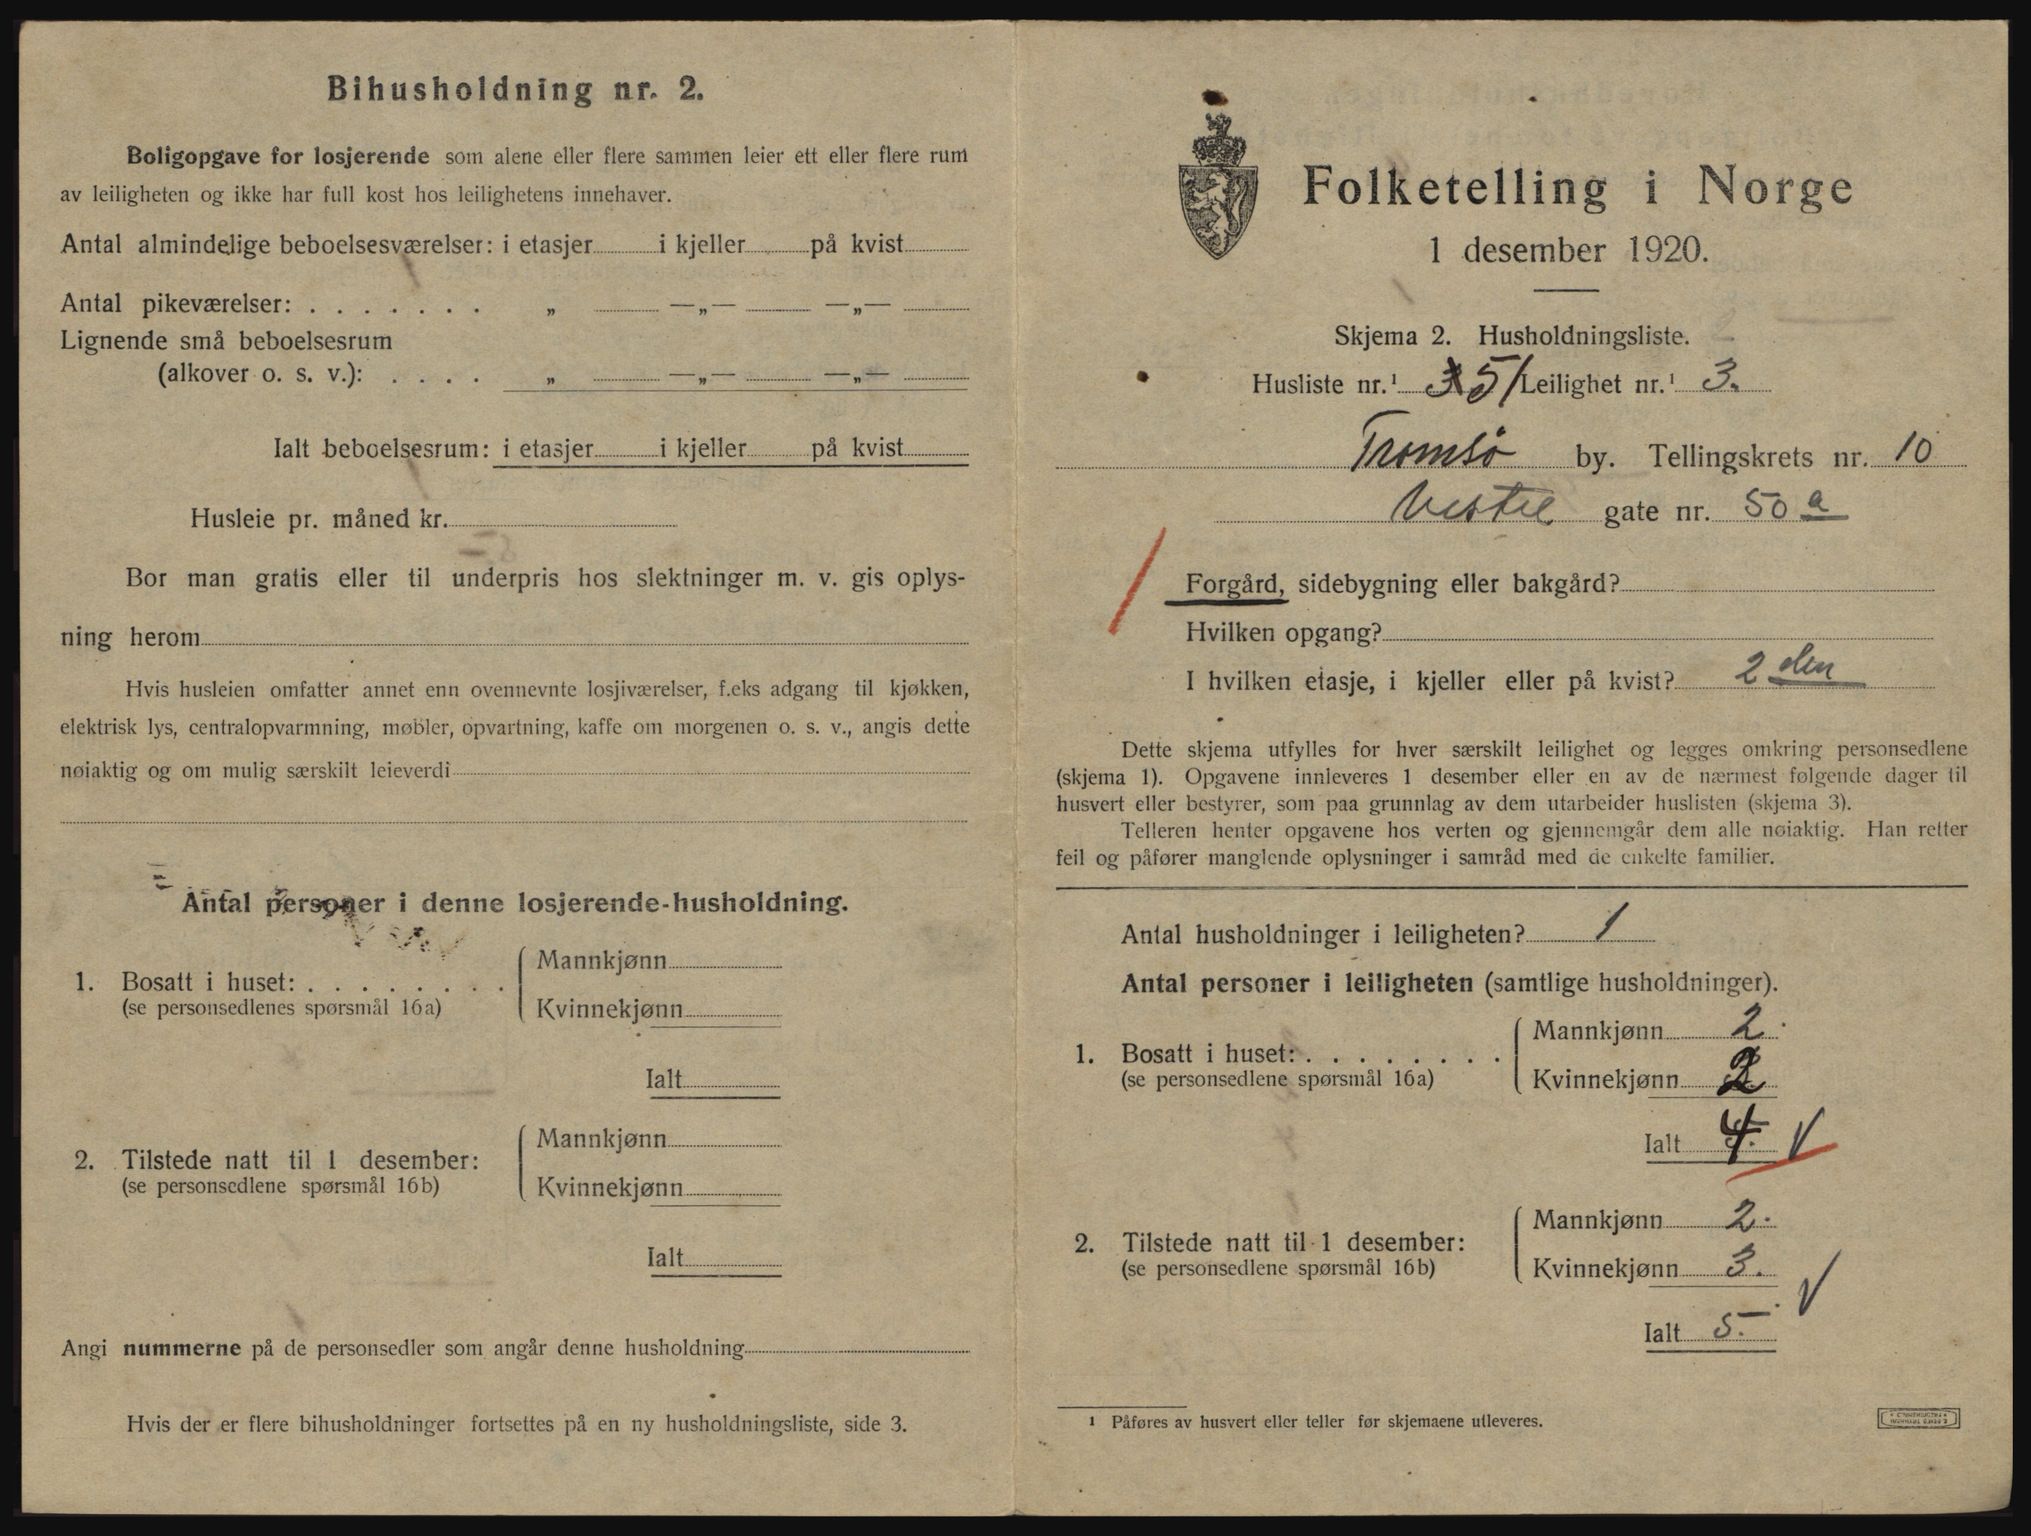 Bihusholdning nr. 2.
Boligopgave for losjerende som alene eller flere sammen leier ett eller flere rum
av leiligheten og ikke har full kost hos leilighetens innehaver.
Antal almindelige beboelsesværelser: i etasjer i kjeller på kvist
Antal pikeværelser: . . . . . . . „ —„— —„—
Lignende små beboelsesrum
(alkover o. s. v.): . . . . „ —„— —„—
Ialt beboelsesrum: i etasjer i kjeller på kvist
Husleie pr. måned kr.
Bor man gratis eller til underpris hos slektninger m. v. gis oplys-
ning herom
Hvis husleien omfatter annet enn ovennevnte losjiværelser, f.eks adgang til kjøkken,
elektrisk lys, centralopvarmning, møbler, opvartning, kaffe om morgenen o. s. v., angis dette
nøiaktig og om mulig særskilt leieverdi
Antal personer i denne losjerende-husholdning.
1. Bosatt i huset: . . . . . . . .
(se personsedlenes spørsmål 16a)
Mannkjønn
Kvinnekjønn
Ialt
2. Tilstede natt til 1 desember:
(se personsedlene spørsmål 16b)
Mannkjønn
Kvinnekjønn
Ialt
Angi nummerne på de personsedler som angår denne husholdning
Hvis der er flere bihusholdninger fortsettes på en ny husholdningsliste, side 3.
Folketelling i Norge
1 desember 1920.
Skjema 2. Husholdningsliste.
Husliste nr.¹ 51 Leilighet nr.¹ 3.
Tromsø by. Tellingskrets nr. 10
Vestre gate nr. 50 a
Forgård, sidebygning eller bakgård?
Hvilken opgang?
I hvilken etasje, i kjeller eller på kvist? 2 den
Dette skjema utfylles for hver særskilt leilighet og legges omkring personsedlene
(skjema 1). Opgavene innleveres 1 desember eller en av de nærmest følgende dager til
husvert eller bestyrer, som paa grunnlag av dem utarbeider huslisten (skjema 3).
Telleren henter opgavene hos verten og gjennemgår dem alle nøiaktig. Han retter
feil og påfører manglende oplysninger i samråd med de enkelte familier.
Antal husholdninger i leiligheten? 1
Antal personer i leiligheten (samtlige husholdninger).
1. Bosatt i huset: . . . . . . . .
(se personsedlene spørsmål 16a)
Mannkjønn 2.
Kvinnekjønn 2
Ialt 4. V
2. Tilstede natt til 1 desember:
(se personsedlene spørsmål 16b)
Mannkjønn 2.
Kvinnekjønn 3.
Ialt 5. V
¹ Påføres av husvert eller teller før skjemaene utleveres.